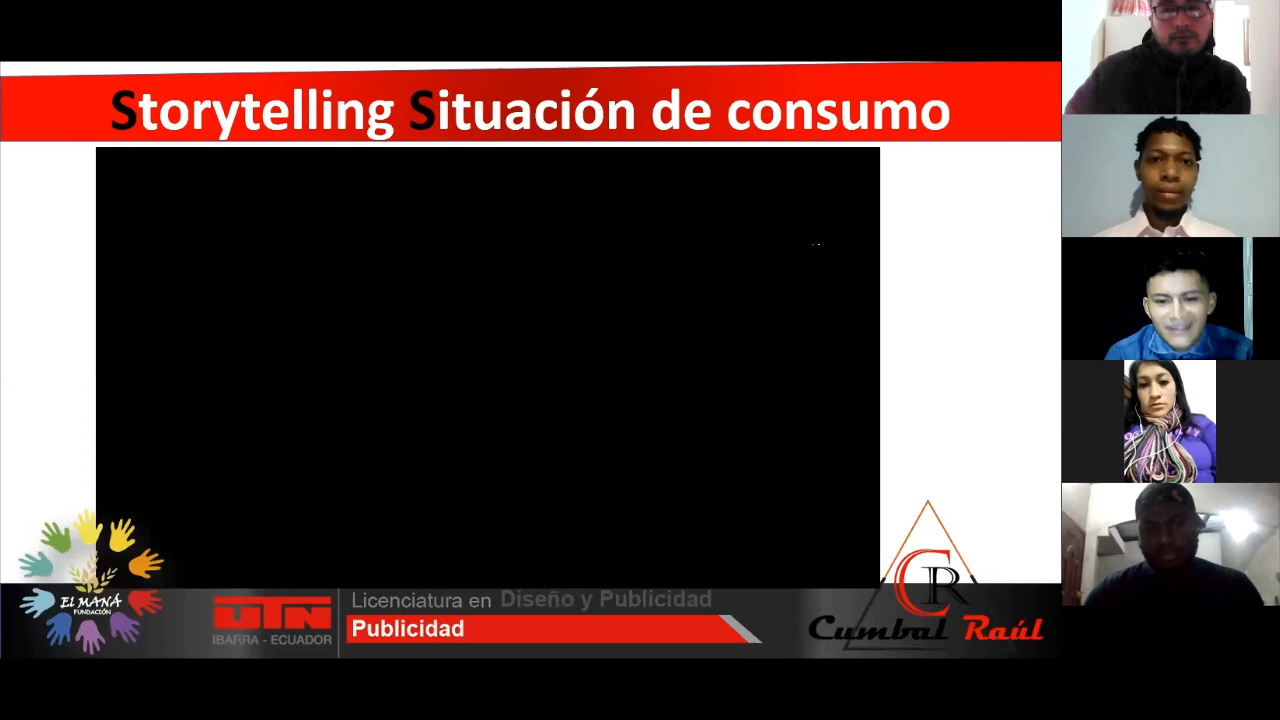 Storytelling Situación de consumo
EL MANÁ
FUNDACIÓN
UTN
IBARRA - ECUADOR
Licenciatura en Diseño y Publicidad
Publicidad
CR
Cumbal Raúl